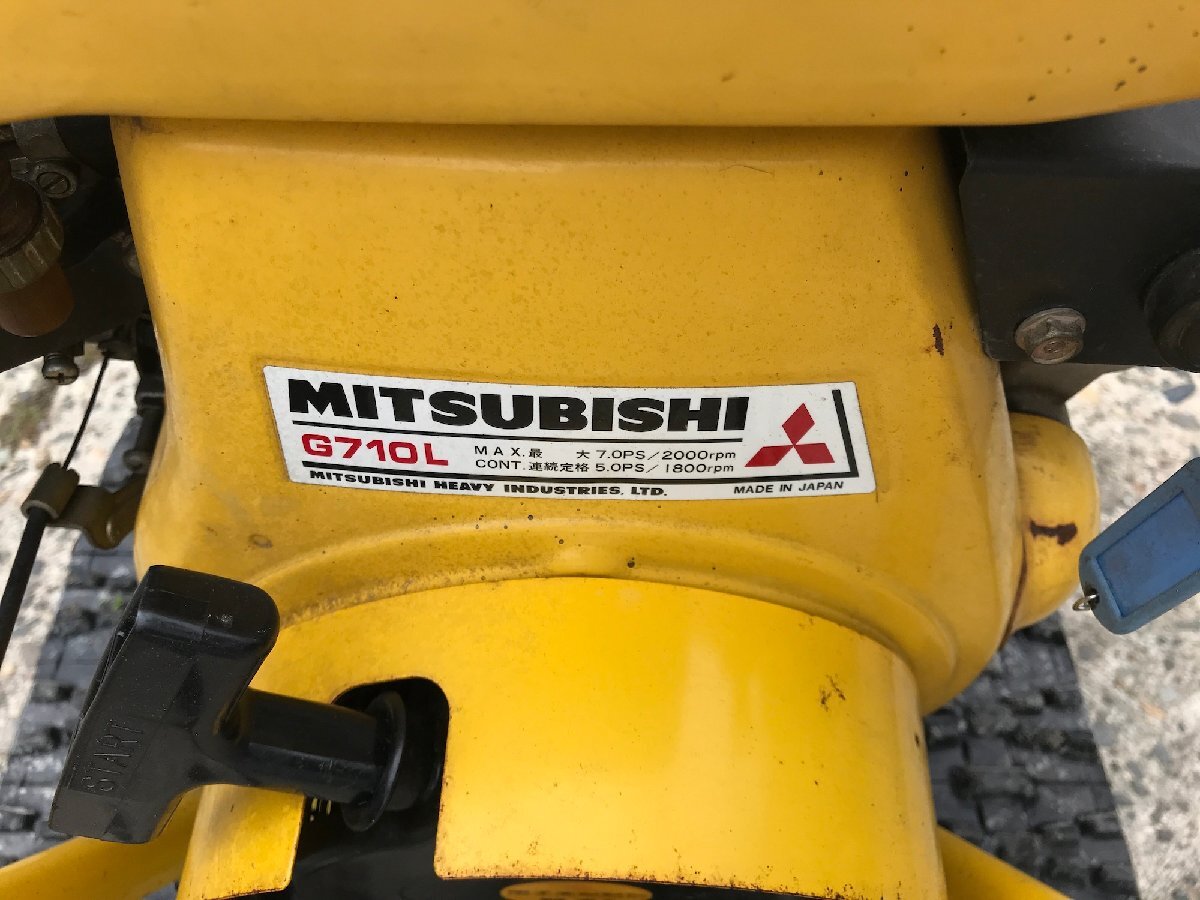 MITSUBISHI
G710L
MAX.最 大 7.0PS/2000rpm
CONT.連続定格 5.0PS/1800rpm
MITSUBISHI HEAVY INDUSTRIES, LTD.
MADE IN JAPAN
START